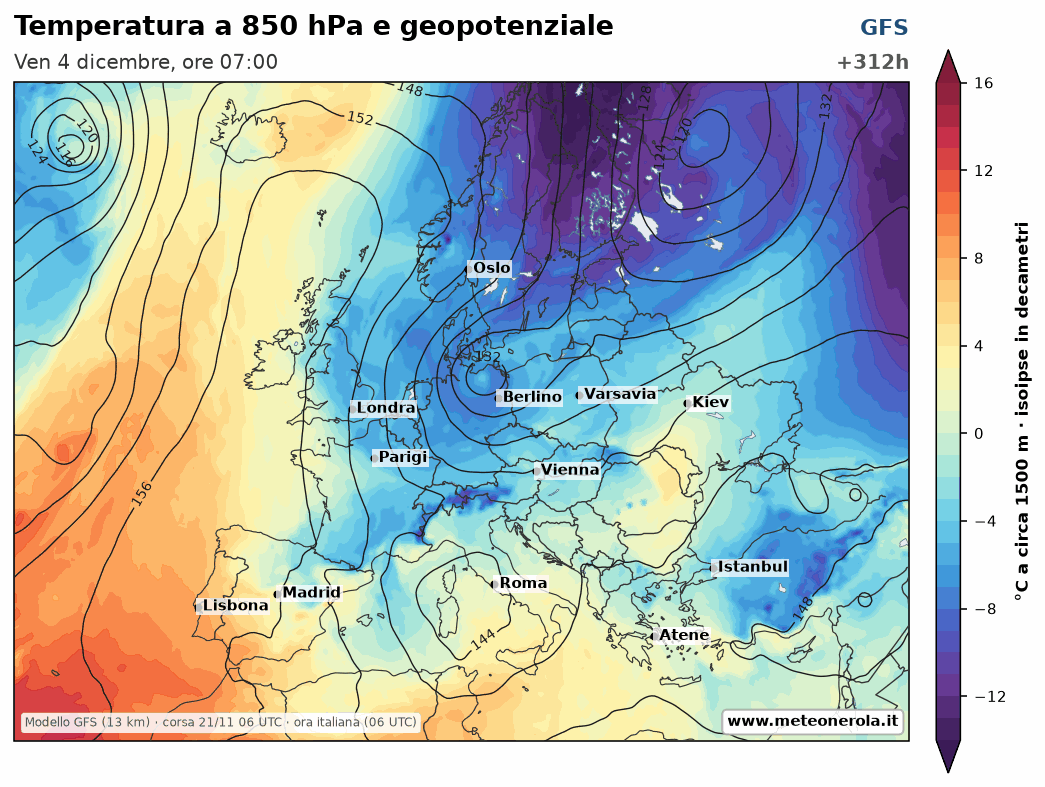 Temperatura a 850 hPa e geopotenziale
GFS
Ven 4 dicembre, ore 07:00
+312h
148
152
128
132
120
124
116
120
124
16
12
8
4
0
−4
−8
−12
°C a circa 1500 m · isoipse in decametri
Oslo
132
Berlino
Varsavia
Kiev
Londra
Parigi
Vienna
156
Istanbul
Roma
Madrid
Lisbona
148
144
Atene
Modello GFS (13 km) · corsa 21/11 06 UTC · ora italiana (06 UTC)
www.meteonerola.it